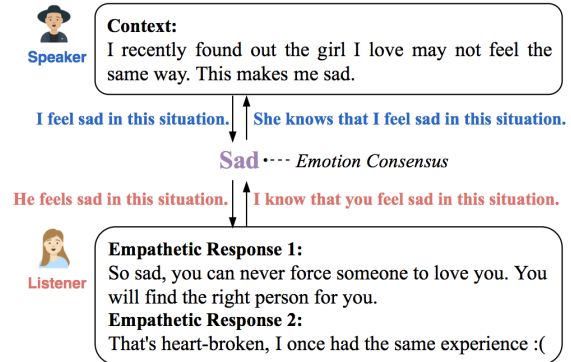 Context:
I recently found out the girl I love may not feel the
same way. This makes me sad.
Speaker
I feel sad in this situation.
She knows that I feel sad in this situation.
Sad
Emotion Consensus
He feels sad in this situation.
I know that you feel sad in this situation.
Listener
Empathetic Response 1:
So sad, you can never force someone to love you. You
will find the right person for you.
Empathetic Response 2:
That's heart-broken, I once had the same experience :(